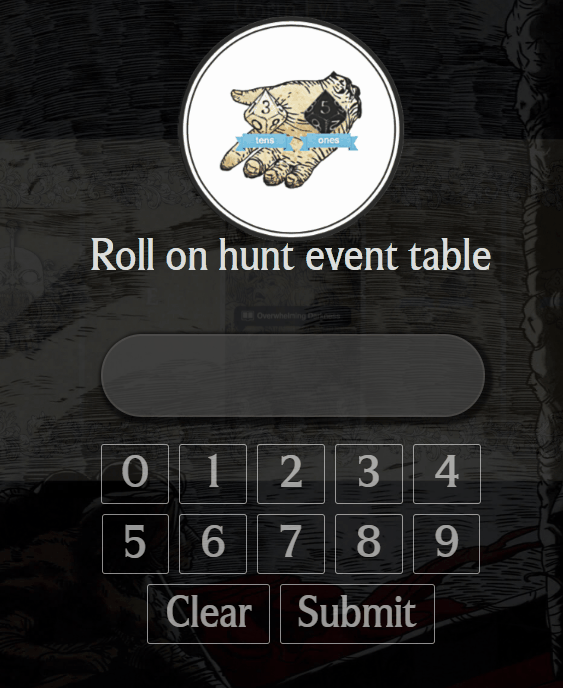 3
5
tens
ones
Roll on hunt event table
0 1 2 3 4
5 6 7 8 9
Clear Submit